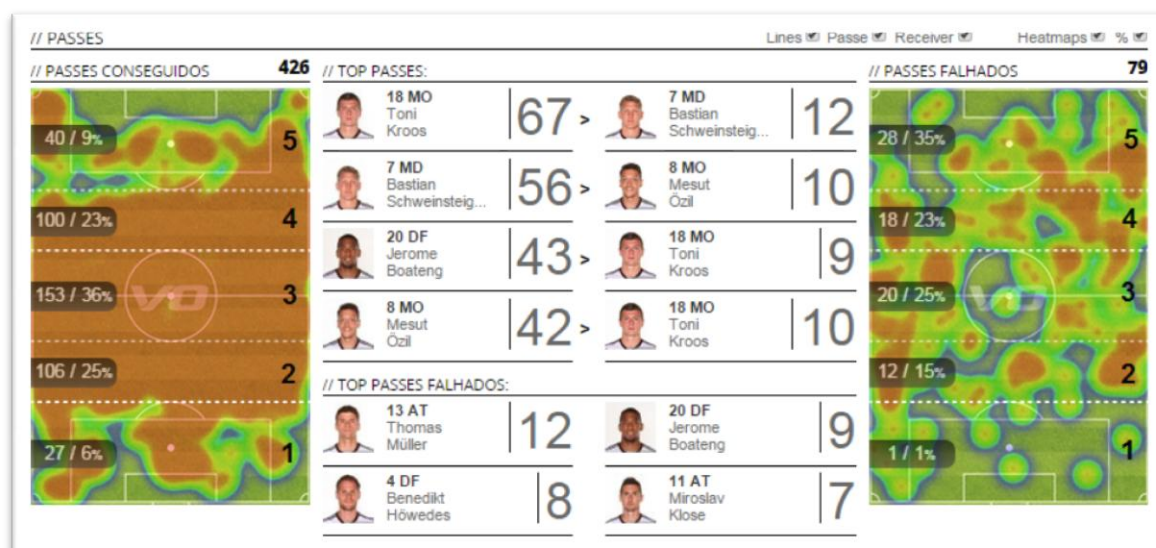 // PASSES
Lines Passe Receiver Heatmaps %
// PASSES CONSEGUIDOS 426
40 / 9% 5
100 / 23% 4
153 / 36% 3
VO
106 / 25% 2
27 / 6% 1
// TOP PASSES:
18 MO
Toni
Kroos
67 >
7 MD
Bastian
Schweinsteig...
12
7 MD
Bastian
Schweinsteig...
56 >
8 MO
Mesut
Özil
10
20 DF
Jerome
Boateng
43 >
18 MO
Toni
Kroos
9
8 MO
Mesut
Özil
42 >
18 MO
Toni
Kroos
10
// TOP PASSES FALHADOS:
13 AT
Thomas
Müller
12
20 DF
Jerome
Boateng
9
4 DF
Benedikt
Höwedes
8
11 AT
Miroslav
Klose
7
// PASSES FALHADOS 79
28 / 35% 5
18 / 23% 4
20 / 25% 3
VO
12 / 15% 2
1 / 1% 1